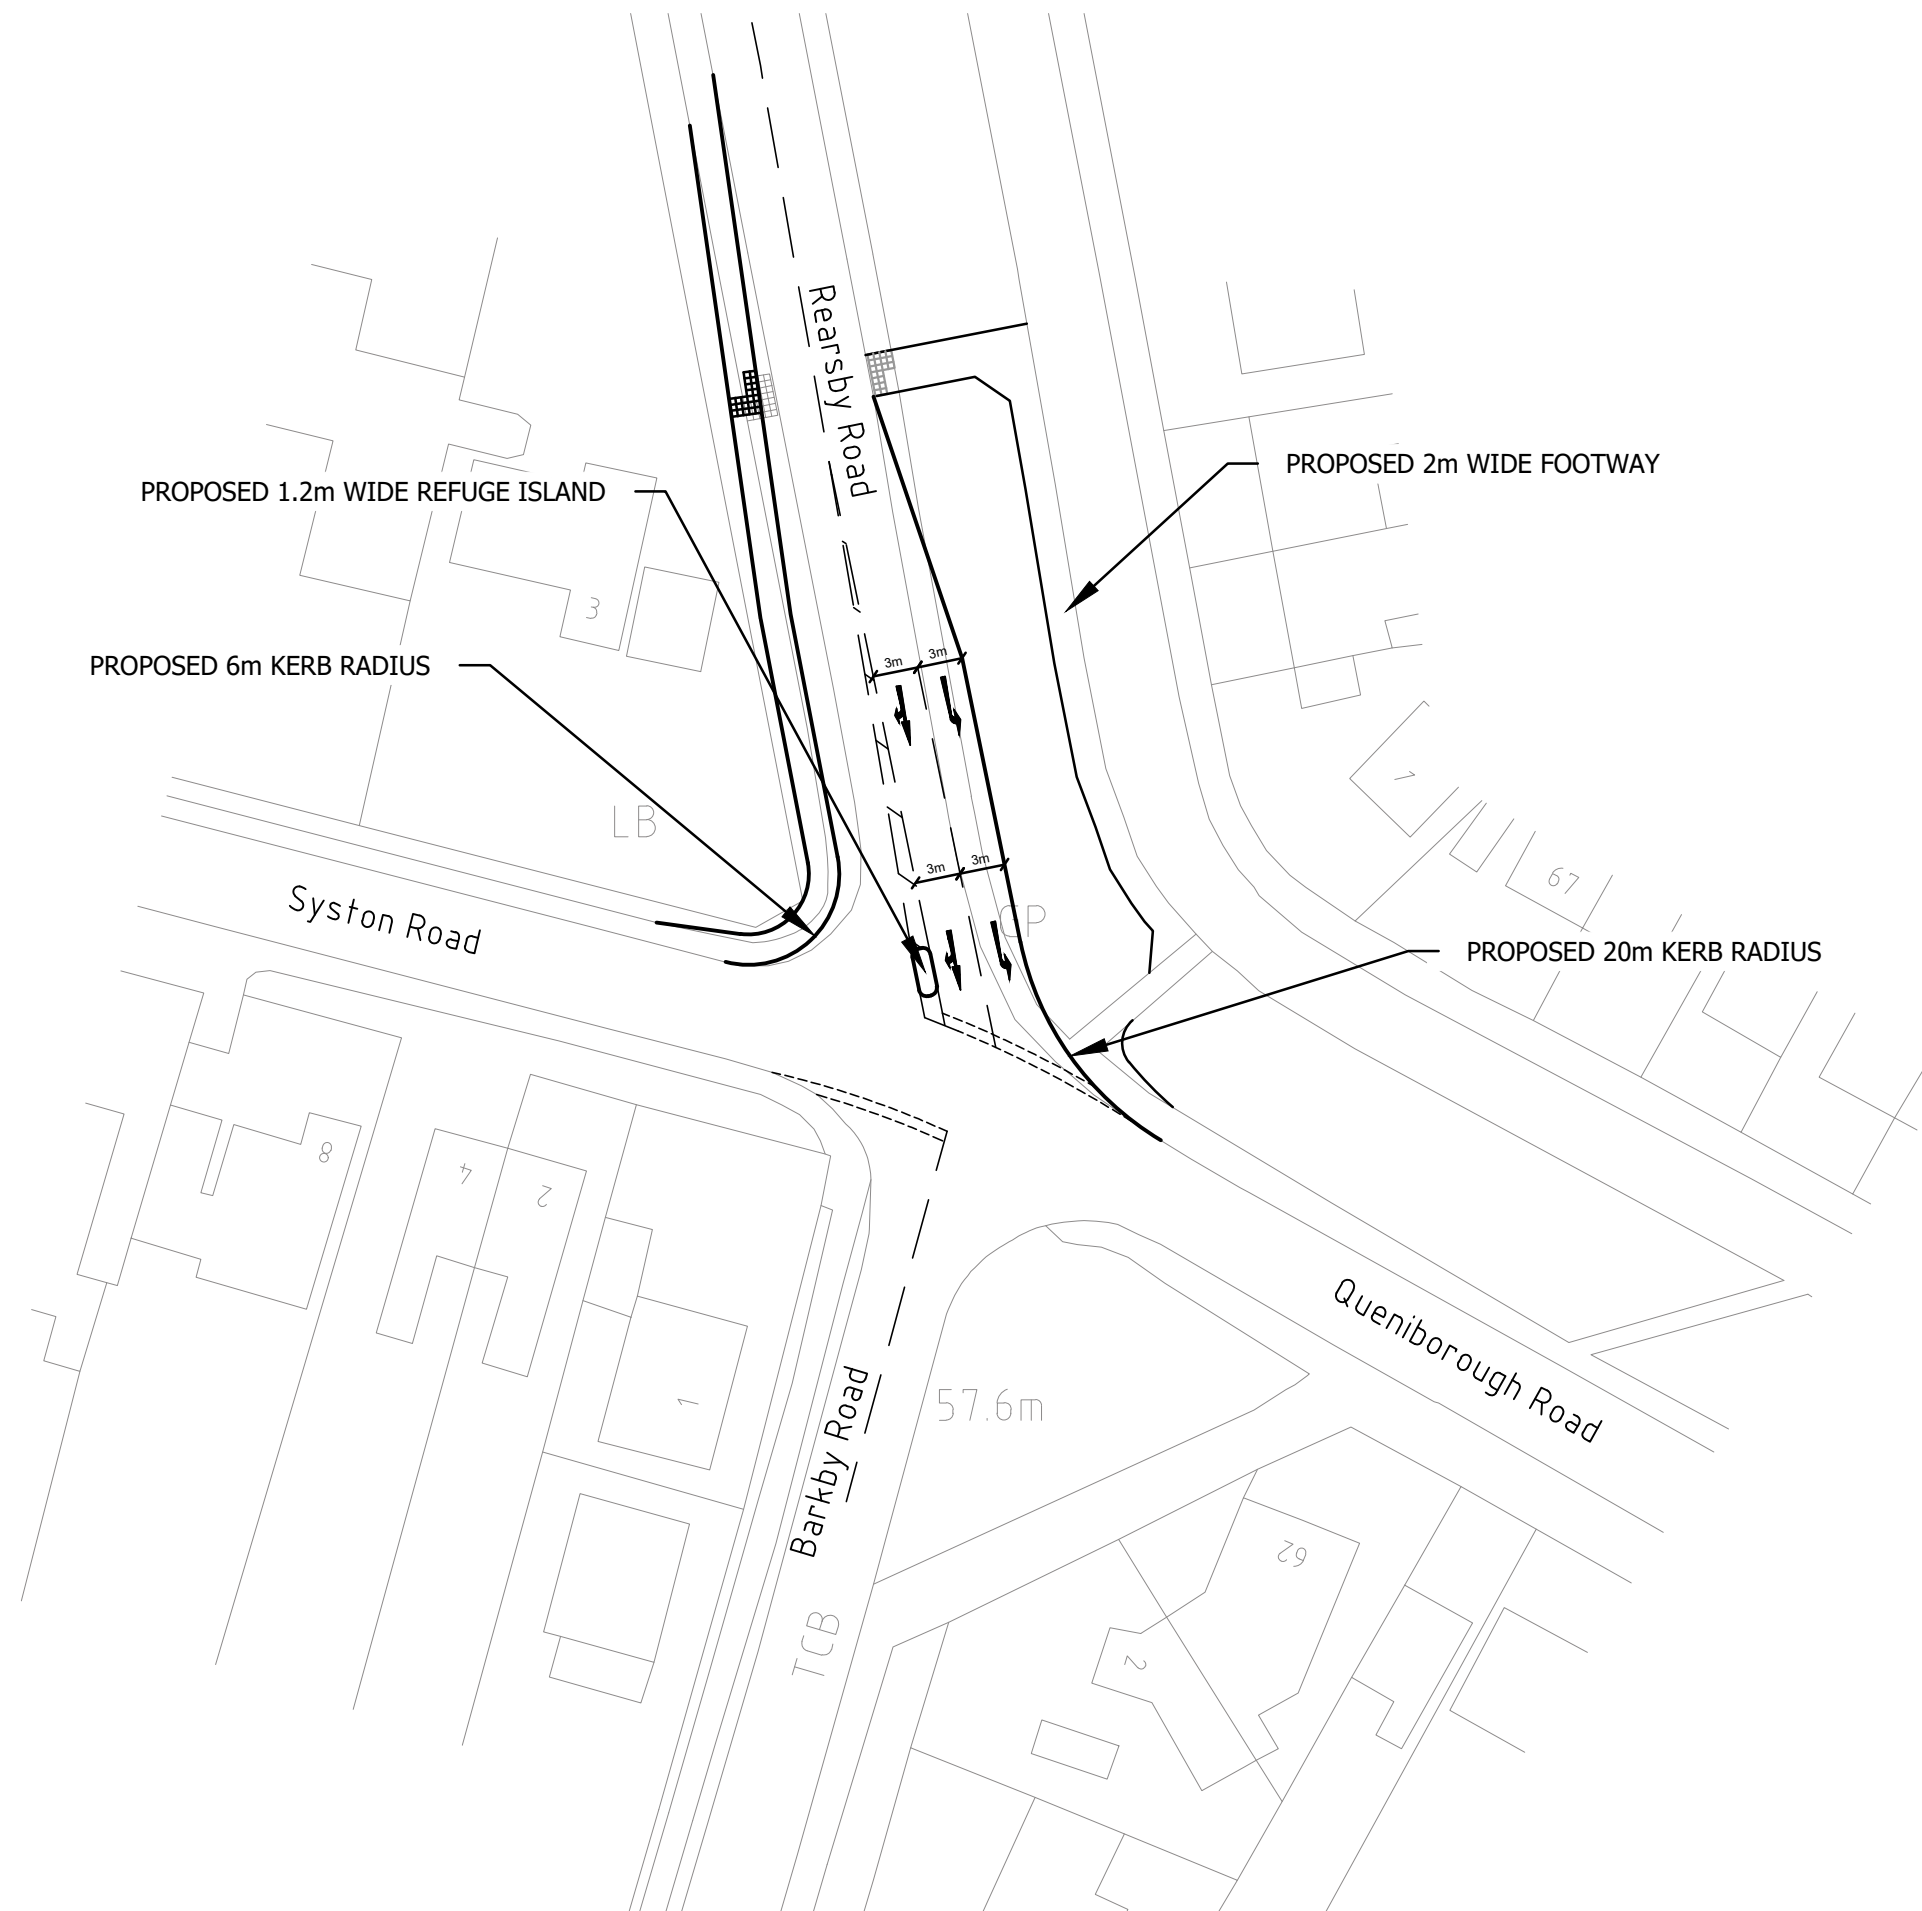 Rearsby Road
PROPOSED 2m WIDE FOOTWAY
PROPOSED 1.2m WIDE REFUGE ISLAND
3
PROPOSED 6m KERB RADIUS
3m
3m
1
LB
3m
3m
67
Syston Road
CP
PROPOSED 20m KERB RADIUS
8
4
2
Queniborough Road
57.6m
1
Barkby Road
62
TCB
2